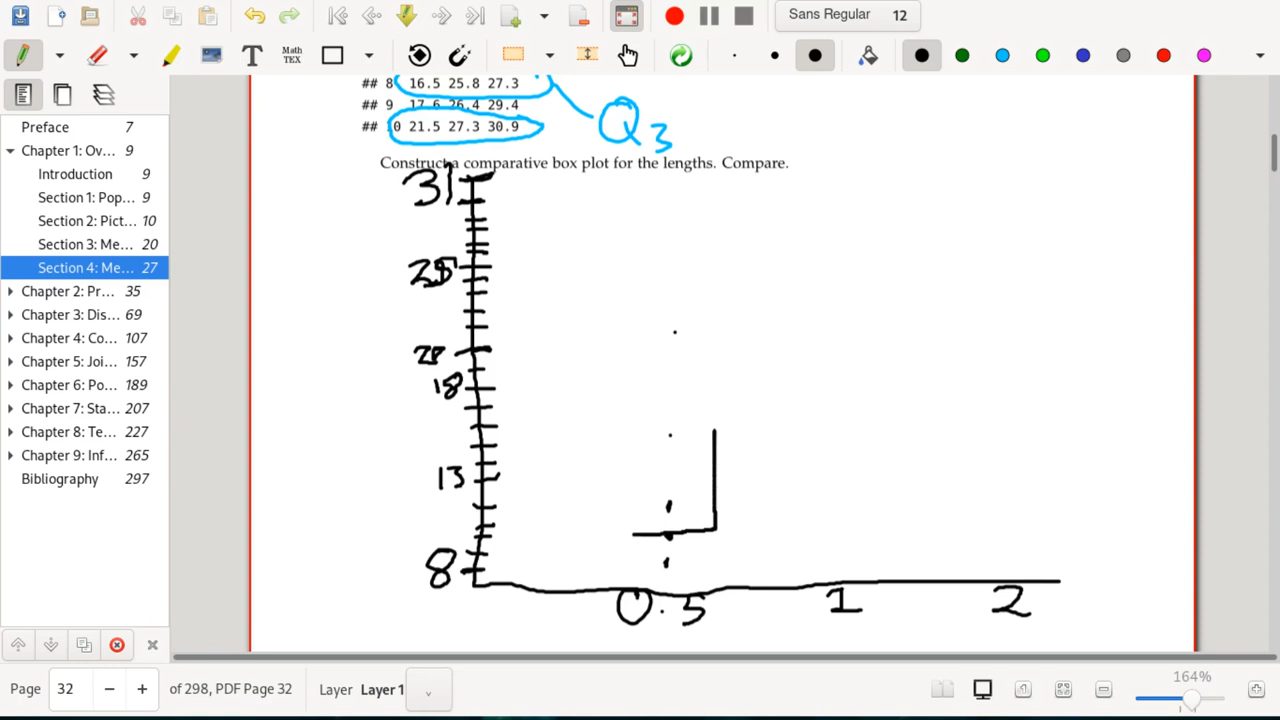 Sans Regular 12
Math
TEX
Preface 7
Chapter 1: Ov... 9
Introduction 9
Section 1: Pop... 9
Section 2: Pict... 10
Section 3: Me... 20
Section 4: Me... 27
Chapter 2: Pr... 35
Chapter 3: Dis... 69
Chapter 4: Co... 107
Chapter 5: Joi... 157
Chapter 6: Po... 189
Chapter 7: Sta... 207
Chapter 8: Te... 227
Chapter 9: Inf... 265
Bibliography 297
## 8 16.5 25.8 27.3
## 9 17.6 26.4 29.4
## 10 21.5 27.3 30.9
Q3
Construct a comparative box plot for the lengths. Compare.
31
25
18
13
8
0.5 1 2
Page 32 of 298, PDF Page 32
Layer Layer 1
164%